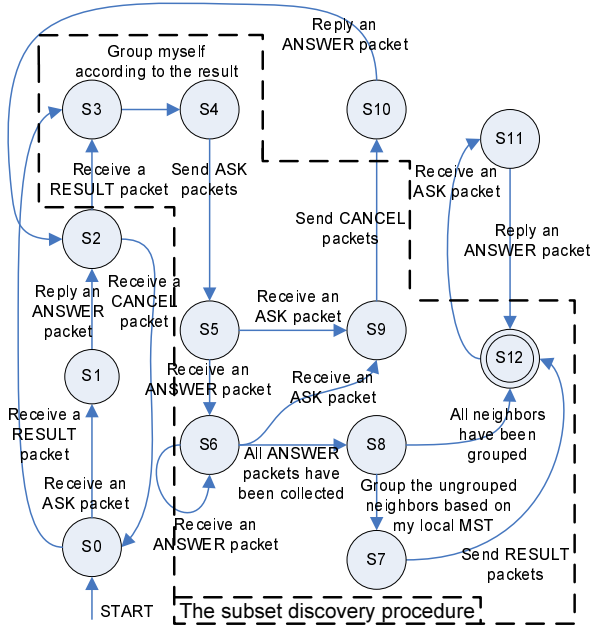 Reply an
ANSWER packet
Group myself
according to the result
S3
S4
S10
S11
Receive a
RESULT packet
Send ASK
packets
Receive an
ASK packet
Send CANCEL
packets
Reply an
ANSWER packet
S2
Receive a
CANCEL
packet
Reply an
ANSWER
packet
Receive an
ASK packet
S5
S9
S12
S1
Receive an
ANSWER packet
Receive an
ASK packet
Receive a
RESULT
packet
S6
S8
All neighbors
have been
grouped
All ANSWER
packets have
been collected
Receive an
ASK packet
Group the ungrouped
neighbors based on
my local MST
Receive an
ANSWER packet
S0
S7
Send RESULT
packets
START
The subset discovery procedure